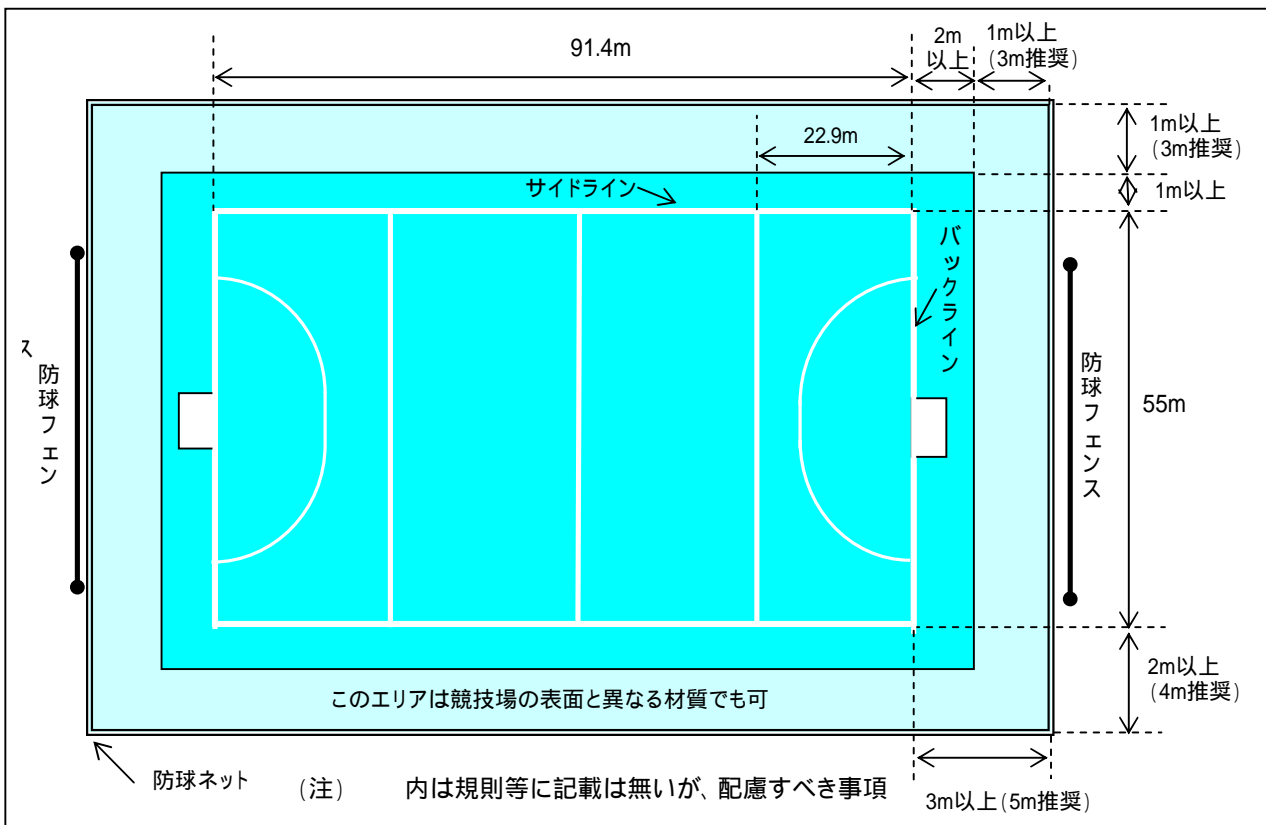 91.4m
2m
以上
1m以上
(3m推奨)
1m以上
(3m推奨)
22.9m
サイドライン
1m以上
バックライン
ス
防球フェン
防球フェンス
55m
このエリアは競技場の表面と異なる材質でも可
2m以上
(4m推奨)
防球ネット
(注) 内は規則等に記載は無いが、配慮すべき事項
3m以上(5m推奨)